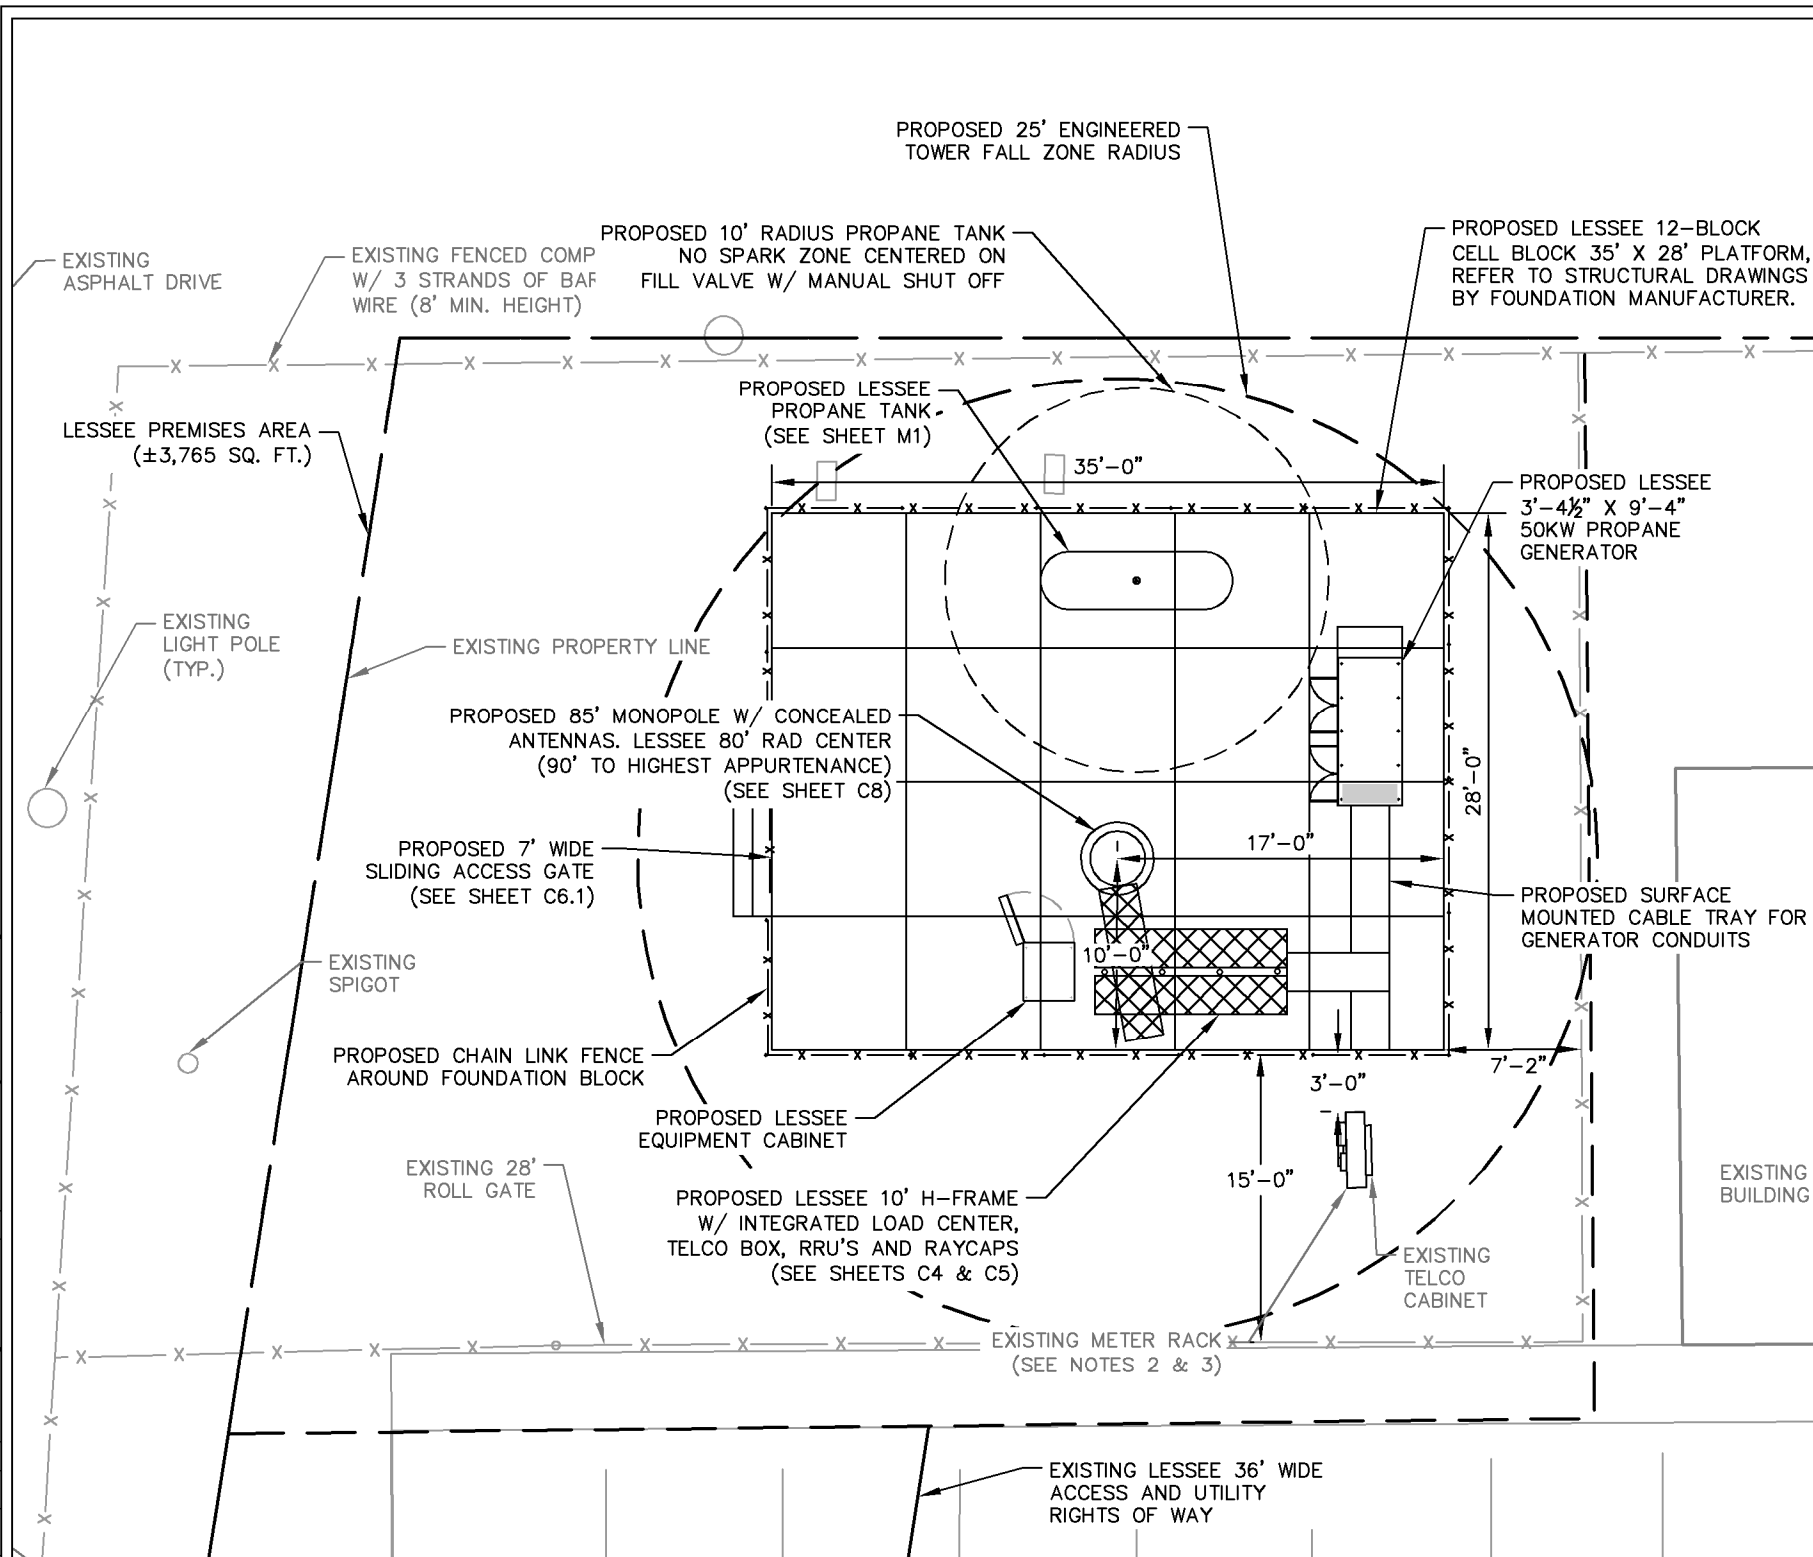 PROPOSED 25' ENGINEERED
TOWER FALL ZONE RADIUS
PROPOSED 10' RADIUS PROPANE TANK
NO SPARK ZONE CENTERED ON
FILL VALVE W/ MANUAL SHUT OFF
PROPOSED LESSEE 12-BLOCK
CELL BLOCK 35' X 28' PLATFORM,
REFER TO STRUCTURAL DRAWINGS
BY FOUNDATION MANUFACTURER.
EXISTING
ASPHALT DRIVE
EXISTING FENCED COMP
W/ 3 STRANDS OF BAR
WIRE (8' MIN. HEIGHT)
PROPOSED LESSEE
PROPANE TANK
(SEE SHEET M1)
LESSEE PREMISES AREA
(±3,765 SQ. FT.)
35'-0"
PROPOSED LESSEE
3'-4½" X 9'-4"
50KW PROPANE
GENERATOR
EXISTING
LIGHT POLE
(TYP.)
EXISTING PROPERTY LINE
PROPOSED 85' MONOPOLE W/ CONCEALED
ANTENNAS. LESSEE 80' RAD CENTER
(90' TO HIGHEST APPURTENANCE)
(SEE SHEET C8)
28'-0"
17'-0"
PROPOSED 7' WIDE
SLIDING ACCESS GATE
(SEE SHEET C6.1)
PROPOSED SURFACE
MOUNTED CABLE TRAY FOR
GENERATOR CONDUITS
10'-0"
EXISTING
SPIGOT
PROPOSED CHAIN LINK FENCE
AROUND FOUNDATION BLOCK
7'-2"
3'-0"
PROPOSED LESSEE
EQUIPMENT CABINET
EXISTING 28'
ROLL GATE
15'-0"
EXISTING
BUILDING
PROPOSED LESSEE 10' H-FRAME
W/ INTEGRATED LOAD CENTER,
TELCO BOX, RRU'S AND RAYCAPS
(SEE SHEETS C4 & C5)
EXISTING
TELCO
CABINET
EXISTING METER RACK
(SEE NOTES 2 & 3)
EXISTING LESSEE 36' WIDE
ACCESS AND UTILITY
RIGHTS OF WAY